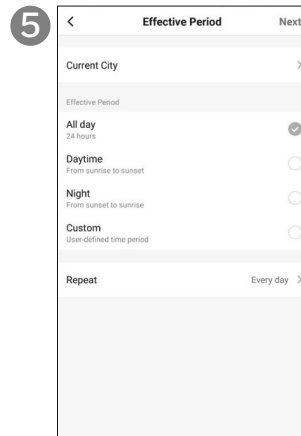 5
Effective Period Next
Current City
Effective Period
All day
24 hours
Daytime
From sunrise to sunset
Night
From sunset to sunrise
Custom
User-defined time period
Repeat Every day